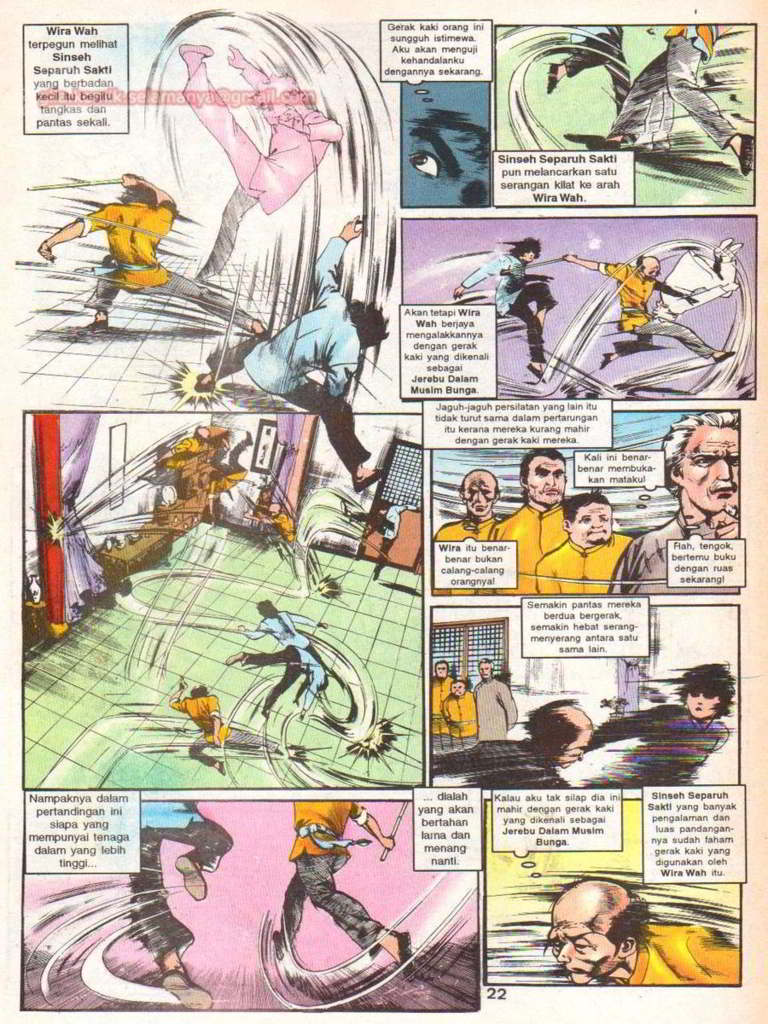 Wira Wah
terpegun melihat
Sinseh
Separuh Sakti
yang berbadan
kecil itu begitu
tangkas dan
pantas sekali.
Gerak kaki orang ini
sungguh istimewa.
Aku akan menguji
kehandalanku
dengannya sekarang.
Sinseh Separuh Sakti
pun melancarkan satu
serangan kilat ke arah
Wira Wah.
Akan tetapi Wira
Wah berjaya
mengalakkannya
dengan gerak
kaki yang dikenali
sebagai
Jerebu Dalam
Musim Bunga.
Jaguh-jaguh persilatan yang lain itu
tidak turut sama dalam pertarungan
itu kerana mereka kurang mahir
dengan gerak kaki mereka.
Kali ini benar-
benar membuka-
kan mataku!
Wira itu benar-
benar bukan
calang-calang
orangnya!
Hah, tengok,
bertemu buku
dengan ruas
sekarang!
Semakin pantas mereka
berdua bergerak,
semakin hebat serang-
menyerang antara satu
sama lain.
Nampaknya dalam
pertandingan ini
siapa yang
mempunyai tenaga
dalam yang lebih
tinggi...
... dialah
yang akan
bertahan
lama dan
menang
nanti.
Kalau aku tak silap dia ini
mahir dengan gerak kaki
yang dikenali sebagai
Jerebu Dalam Musim
Bunga.
Sinseh Separuh
Sakti yang banyak
pengalaman dan
luas pandangan-
nya sudah faham
gerak kaki yang
digunakan oleh
Wira Wah itu.
22